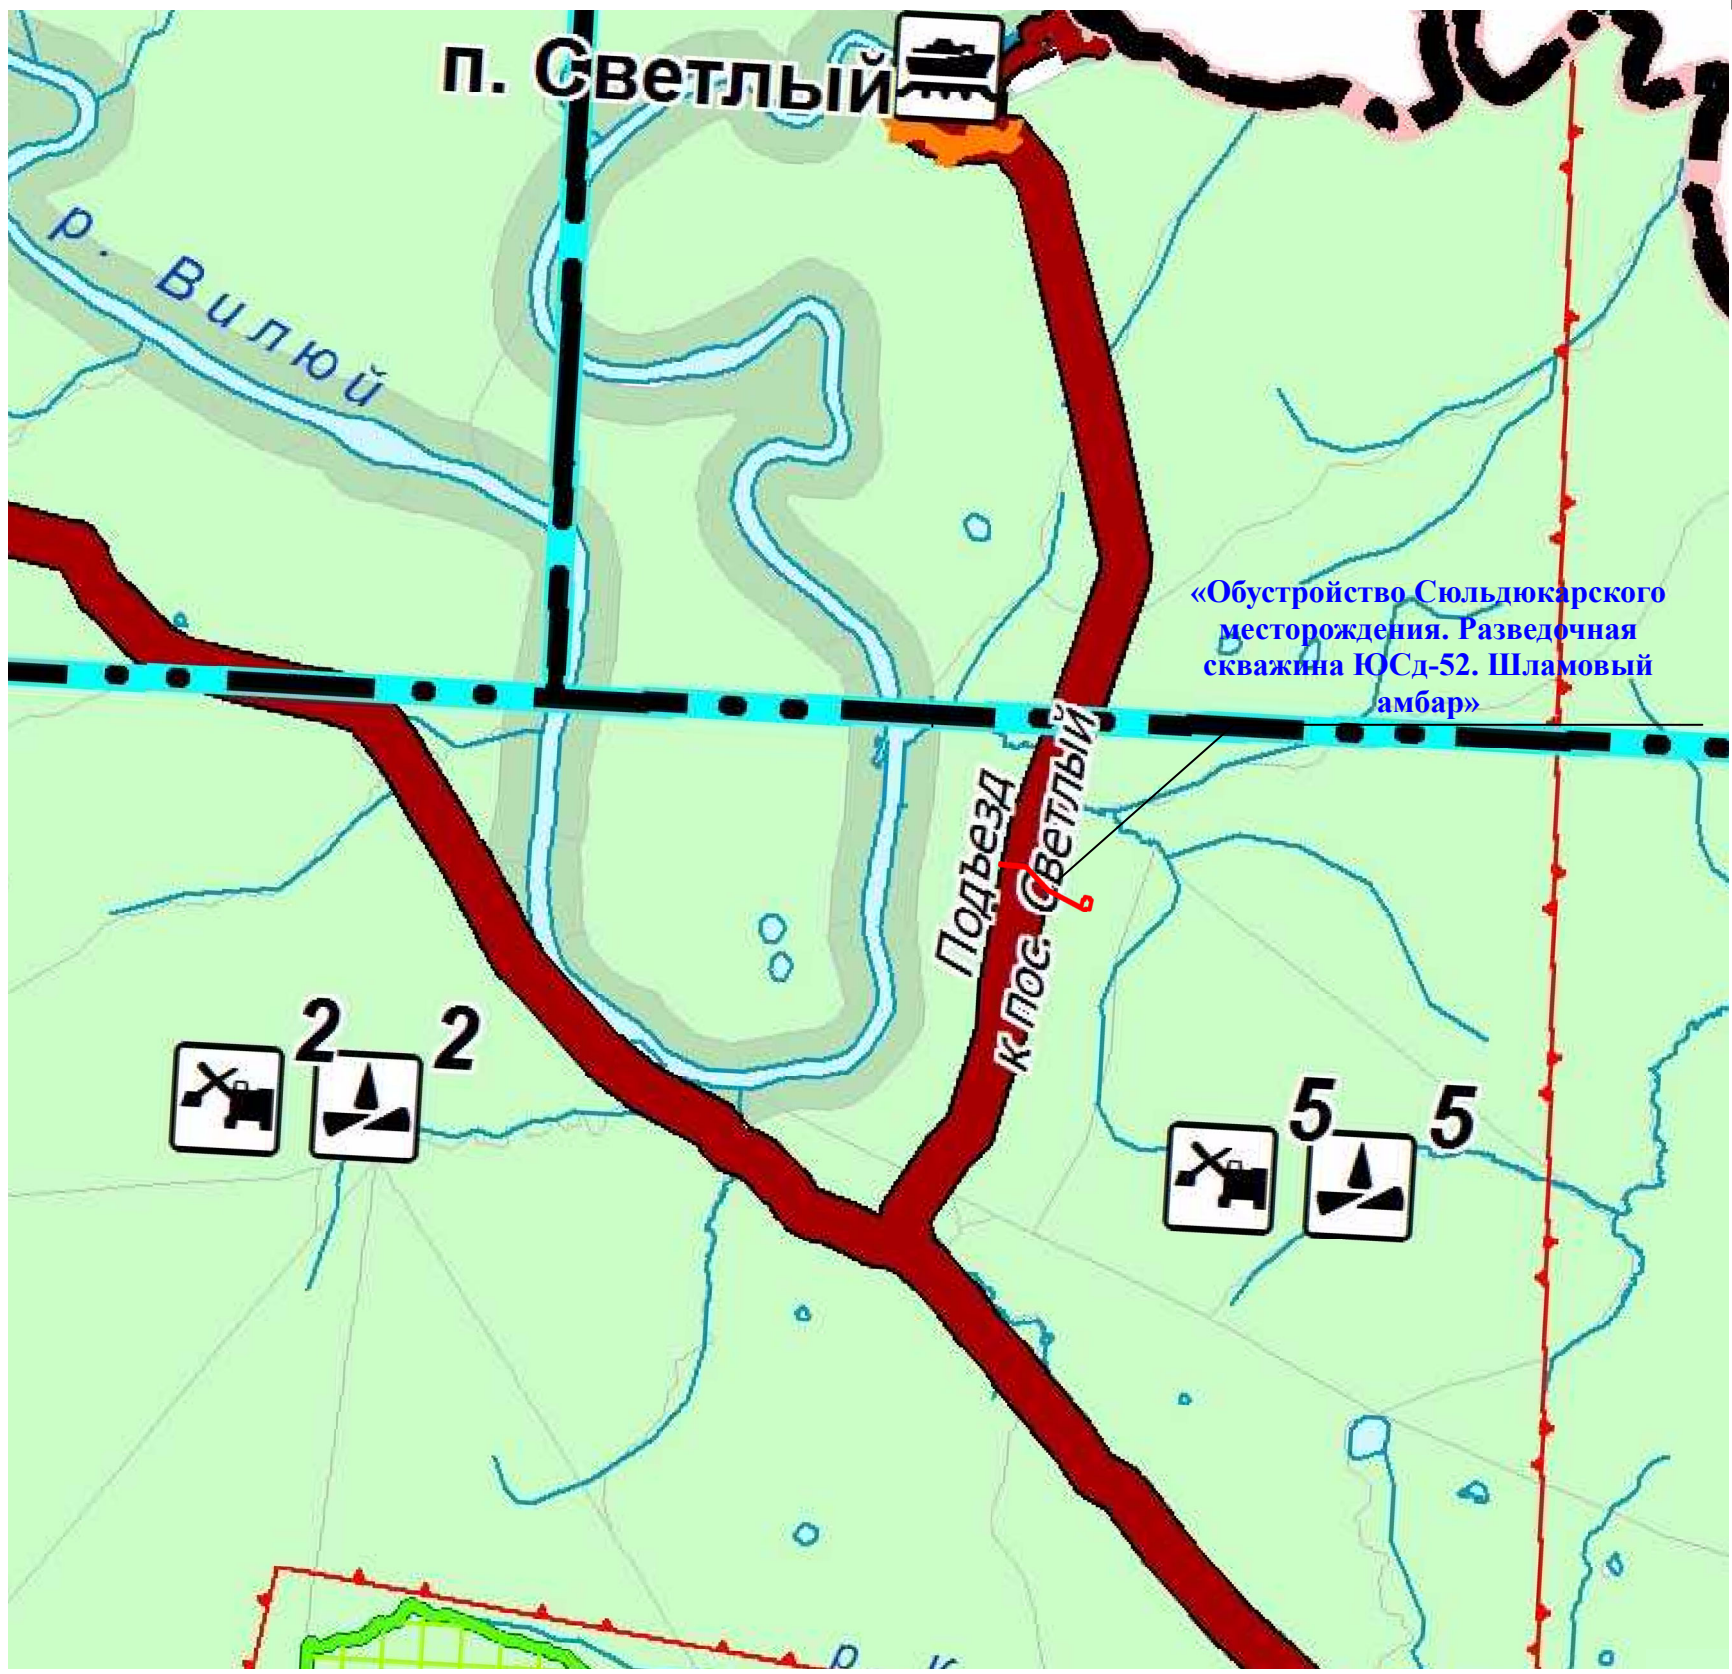 п. Светлый
р. Вилюй
«Обустройство Сюльдюкарского
месторождения. Разведочная
скважина ЮСд-52. Шламовый
амбар»
Подъезд
к пос. Светлый
2 2
5 5
р. К